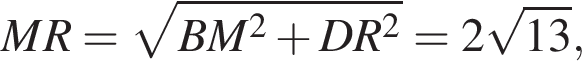 MR = √(BM² + DR²) = 2√13,